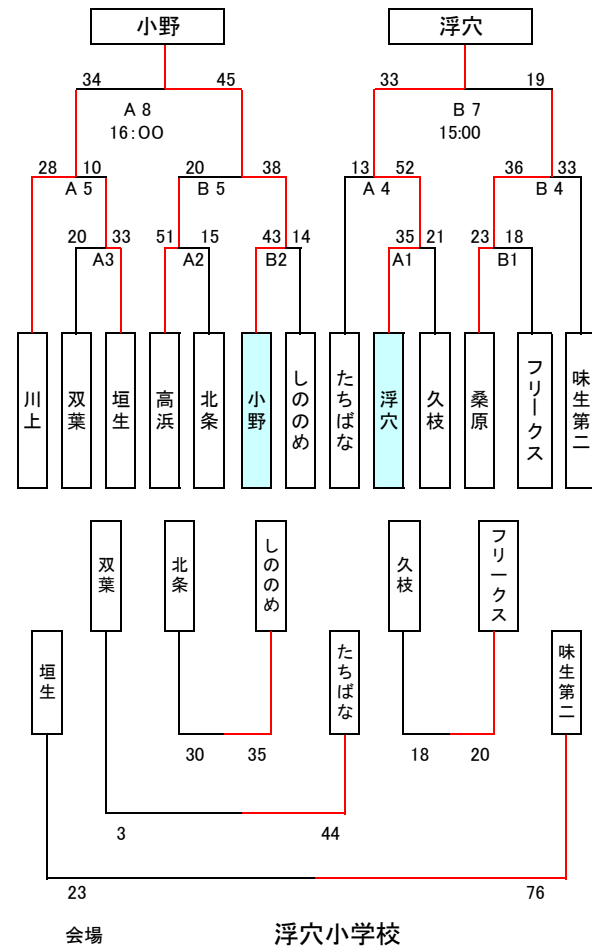 小野 浮穴
34 45 33 19
A 8 B 7
16:00 15:00
28 10 20 38 13 52 36 33
A 5 B 5 A 4 B 4
20 33 51 15 43 14 35 21 23 18
A3 A2 B2 A1 B1
川上
双葉
垣生
高浜
北条
小野
しののめ
たちばな
浮穴
久枝
桑原
フリークス
味生第二
双葉
北条
しののめ
久枝
フリークス
垣生
たちばな
味生第二
30 35 18 20
3 44
23 76
会場 浮穴小学校